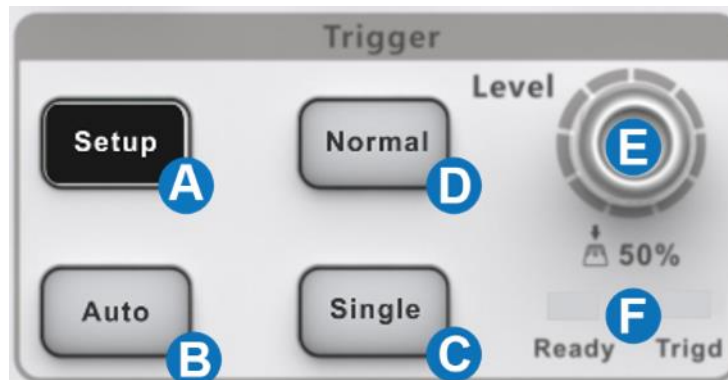 Trigger
Level
Setup
A
Normal
D
E
50%
Auto
B
Single
C
F
Ready
Trigd